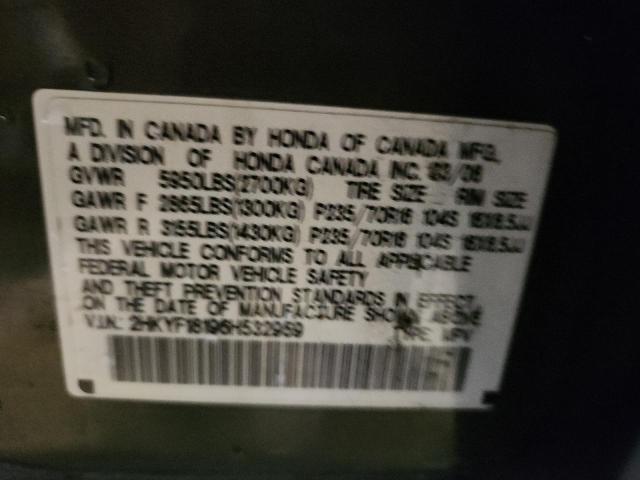 MFD. IN CANADA BY HONDA OF CANADA MFG.,
A DIVISION OF HONDA CANADA INC. 03/06
GVWR 5950LBS(2700KG) TIRE SIZE RIM SIZE
GAWR F 2865LBS(1300KG) P235/70R16 104S 16X6.5JJ
GAWR R 3155LBS(1430KG) P235/70R16 104S 16X6.5JJ
THIS VEHICLE CONFORMS TO ALL APPLICABLE
FEDERAL MOTOR VEHICLE SAFETY
AND THEFT PREVENTION STANDARDS IN EFFECT
ON THE DATE OF MANUFACTURE SHOWN ABOVE
V.I.N.: 2HKYF18196H532959 TYPE: MPV